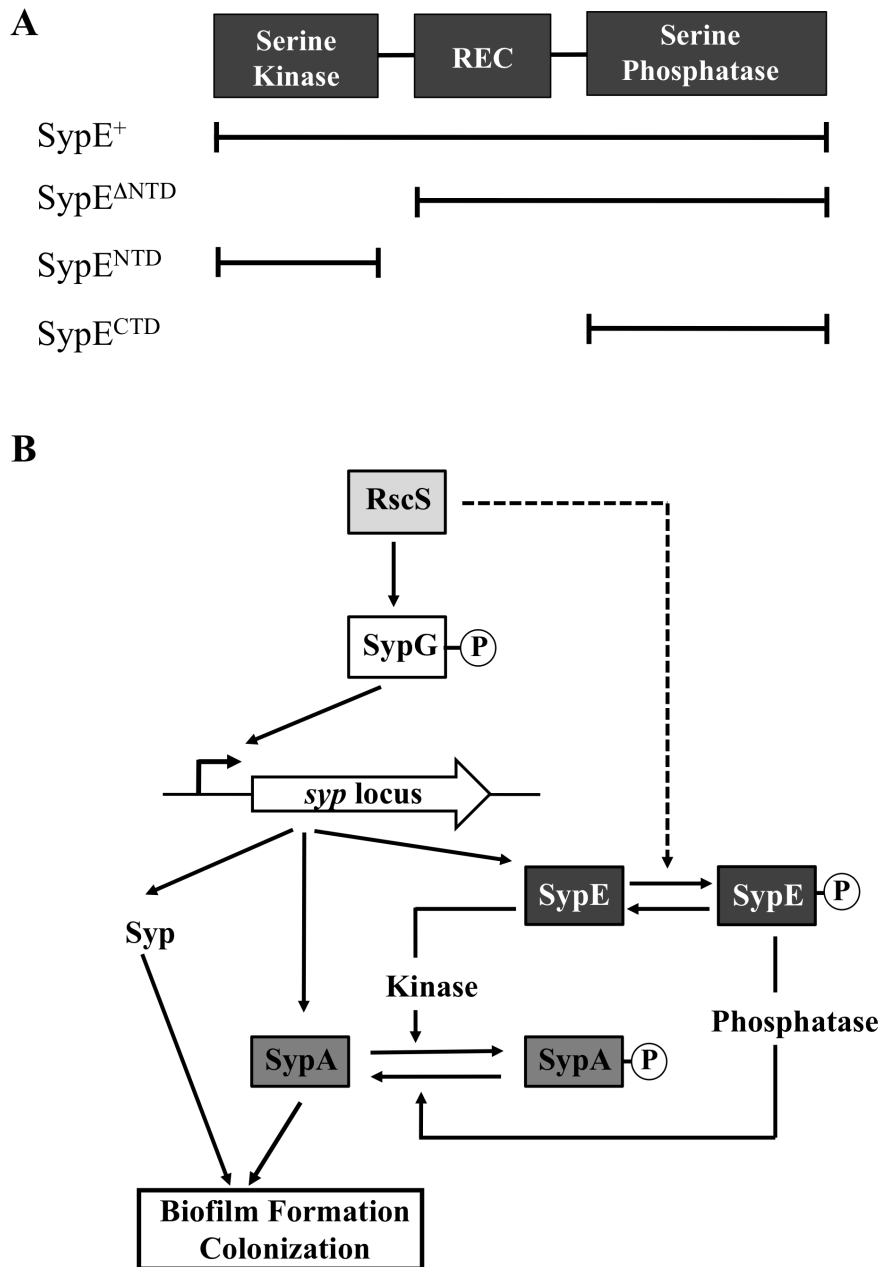 A
Serine
Kinase
REC
Serine
Phosphatase
SypE+
SypEΔNTD
SypENTD
SypECTD
B
RscS
SypG
P
syp locus
SypE
SypE
P
Syp
Kinase
Phosphatase
SypA
SypA
P
Biofilm Formation
Colonization